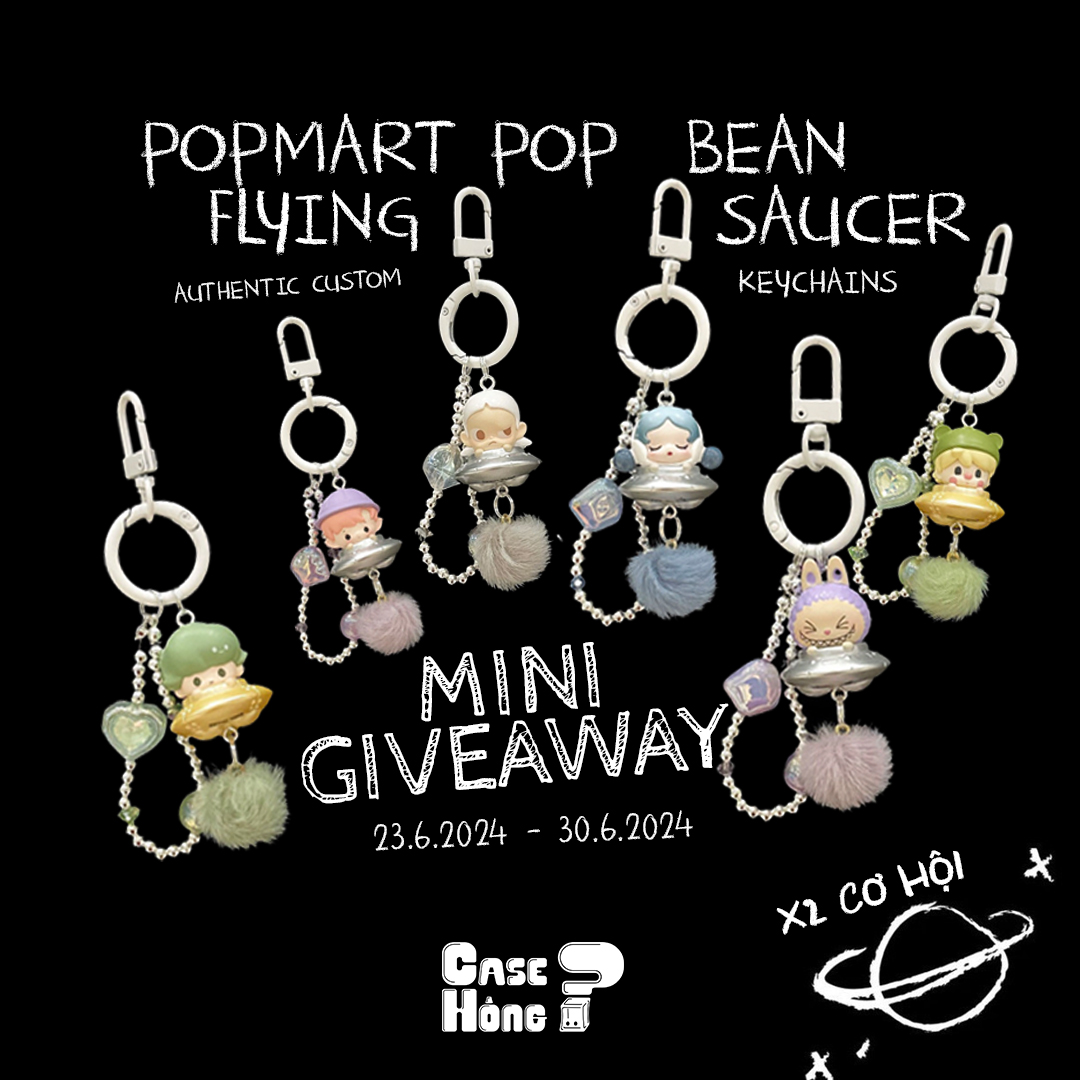 POPMART POP BEAN
FLYING SAUCER
AUTHENTIC CUSTOM KEYCHAINS
MINI
GIVEAWAY
23.6.2024 - 30.6.2024
X2 CƠ HỘI
CASE
HÔNG ?